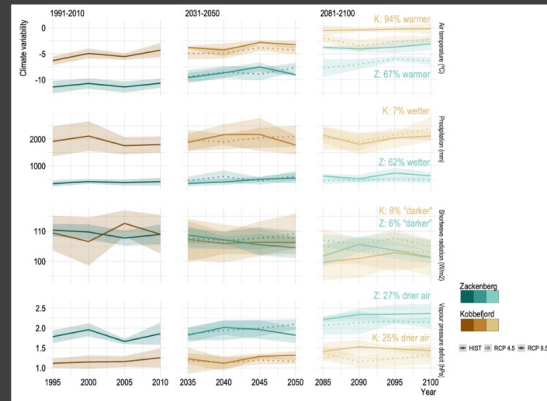 1991-2010
2031-2050
2081-2100
Climate variability
0
-5
-10
K: 94% warmer
Z: 67% warmer
Air temperature (°C)
2000
1000
K: 7% wetter
Z: 62% wetter
Precipitation (mm)
110
100
K: 8% "darker"
Z: 6% "darker"
Shortwave radiation (W/m2)
2.5
2.0
1.5
1.0
Z: 27% drier air
K: 25% drier air
Vapour pressure deficit (hPa)
1995 2000 2005 2010
2035 2040 2045 2050
2085 2090 2095 2100
Zackenberg
Kobbefjord
HIST RCP 4.5 RCP 8.5